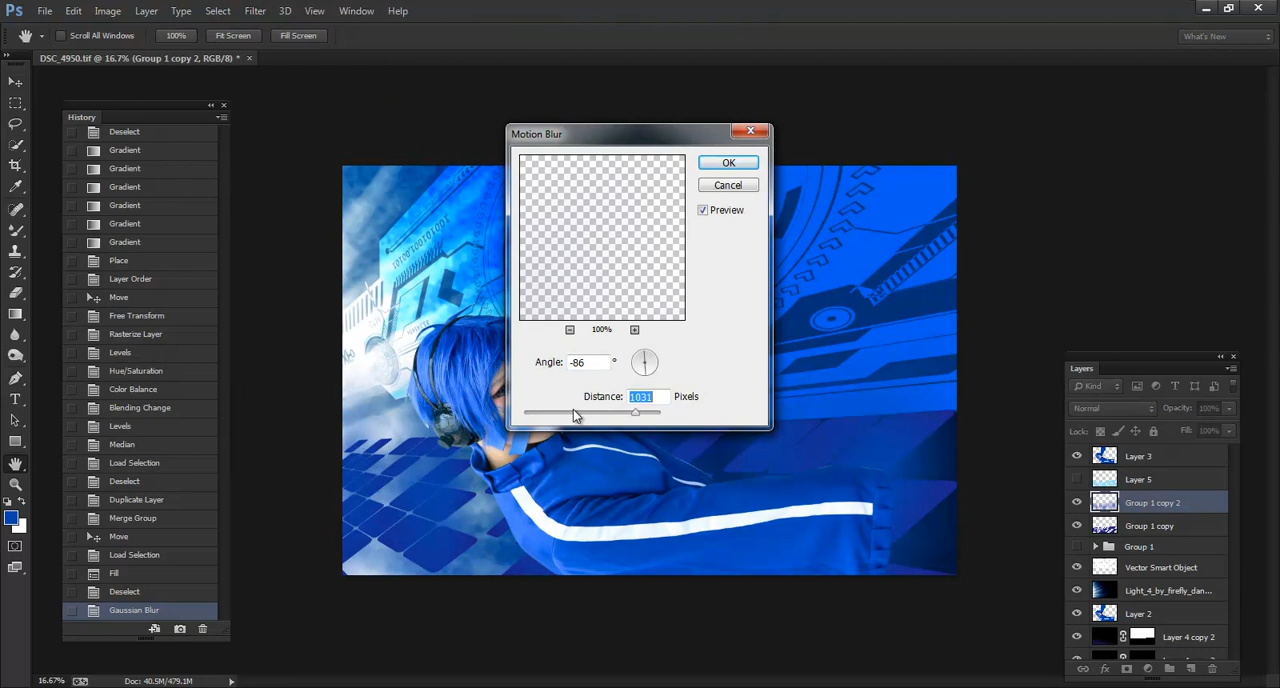 Ps File Edit Image Layer Type Select Filter 3D View Window Help
Scroll All Windows 100% Fit Screen Fill Screen What's New
DSC_4950.tif @ 16.7% (Group 1 copy 2, RGB/8) *
History
Deselect
Gradient
Gradient
Gradient
Gradient
Gradient
Gradient
Place
Layer Order
Move
Free Transform
Rasterize Layer
Levels
Hue/Saturation
Color Balance
Blending Change
Levels
Median
Load Selection
Deselect
Duplicate Layer
Merge Group
Move
Load Selection
Fill
Deselect
Gaussian Blur
Motion Blur
OK
Cancel
Preview
100%
Angle: -86 °
Distance: 1031 Pixels
Layers
Kind
Normal Opacity: 100%
Lock: Fill: 100%
Layer 3
Layer 5
Group 1 copy 2
Group 1 copy
Group 1
Vector Smart Object
Light_4_by_firefly_dan...
Layer 2
Layer 4 copy 2
16.67% Doc: 40.5M/479.1M